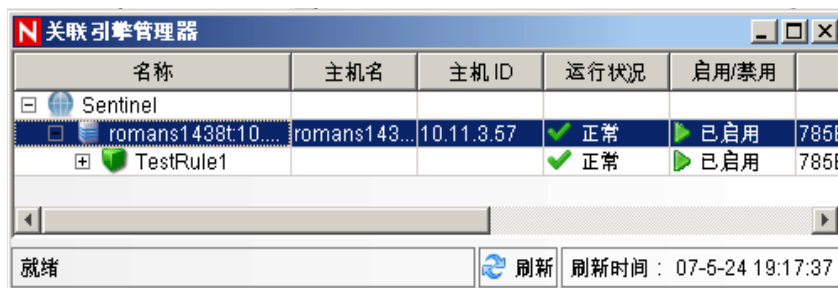 N 关联引擎管理器
名称 主机名 主机 ID 运行状况 启用/禁用
Sentinel
romans1438t:10.... romans143... 10.11.3.57 正常 已启用 785E
TestRule1 正常 已启用 785E
就绪 刷新 刷新时间 : 07-5-24 19:17:37